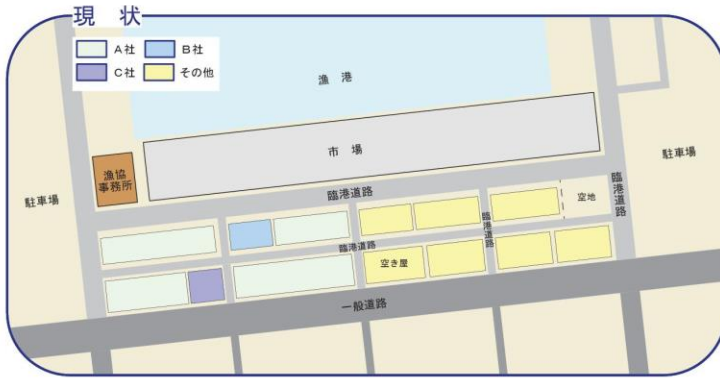 現 状
A社
B社
C社
その他
漁 港
市 場
漁協
事務所
駐車場
駐車場
臨港道路
臨港道路
空地
臨港道路
臨港道路
空き屋
一般道路